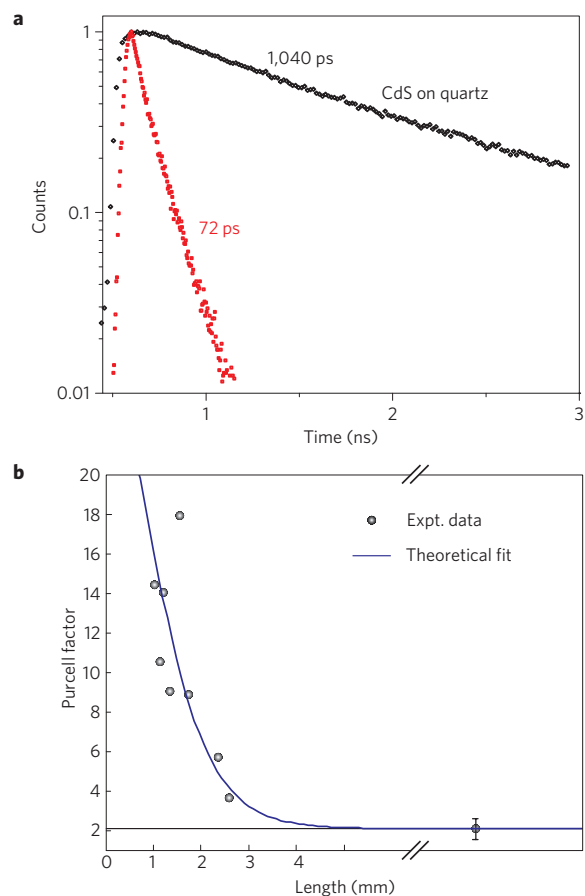 a
1
1,040 ps
CdS on quartz
0.1
72 ps
Counts
0.01
1
2
3
Time (ns)
b
20
18
Expt. data
16
Theoretical fit
14
12
Purcell factor
10
8
6
4
2
0
1
2
3
4
Length (mm)